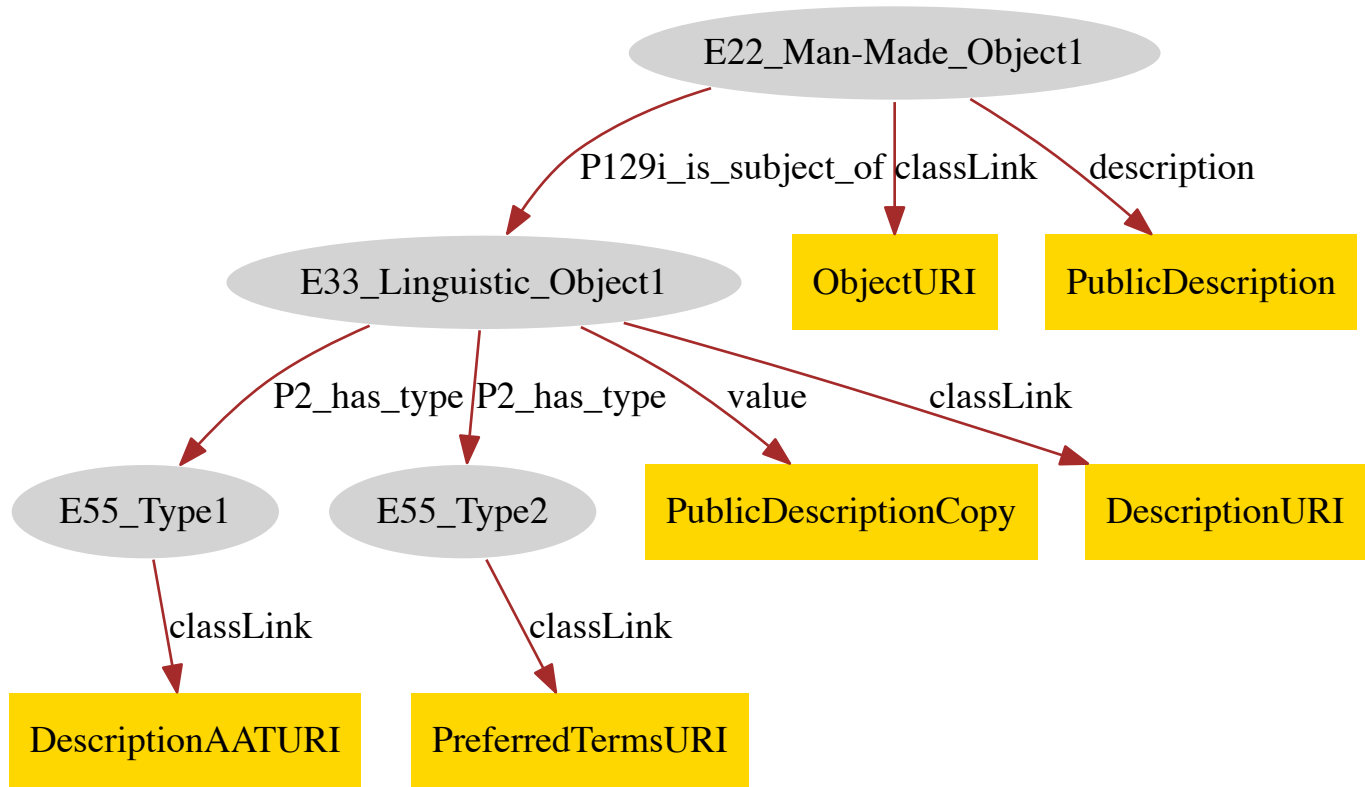 E22_Man-Made_Object1
P129i_is_subject_of
classLink
description
E33_Linguistic_Object1
ObjectURI
PublicDescription
P2_has_type
P2_has_type
value
classLink
E55_Type1
E55_Type2
PublicDescriptionCopy
DescriptionURI
classLink
classLink
DescriptionAATURI
PreferredTermsURI